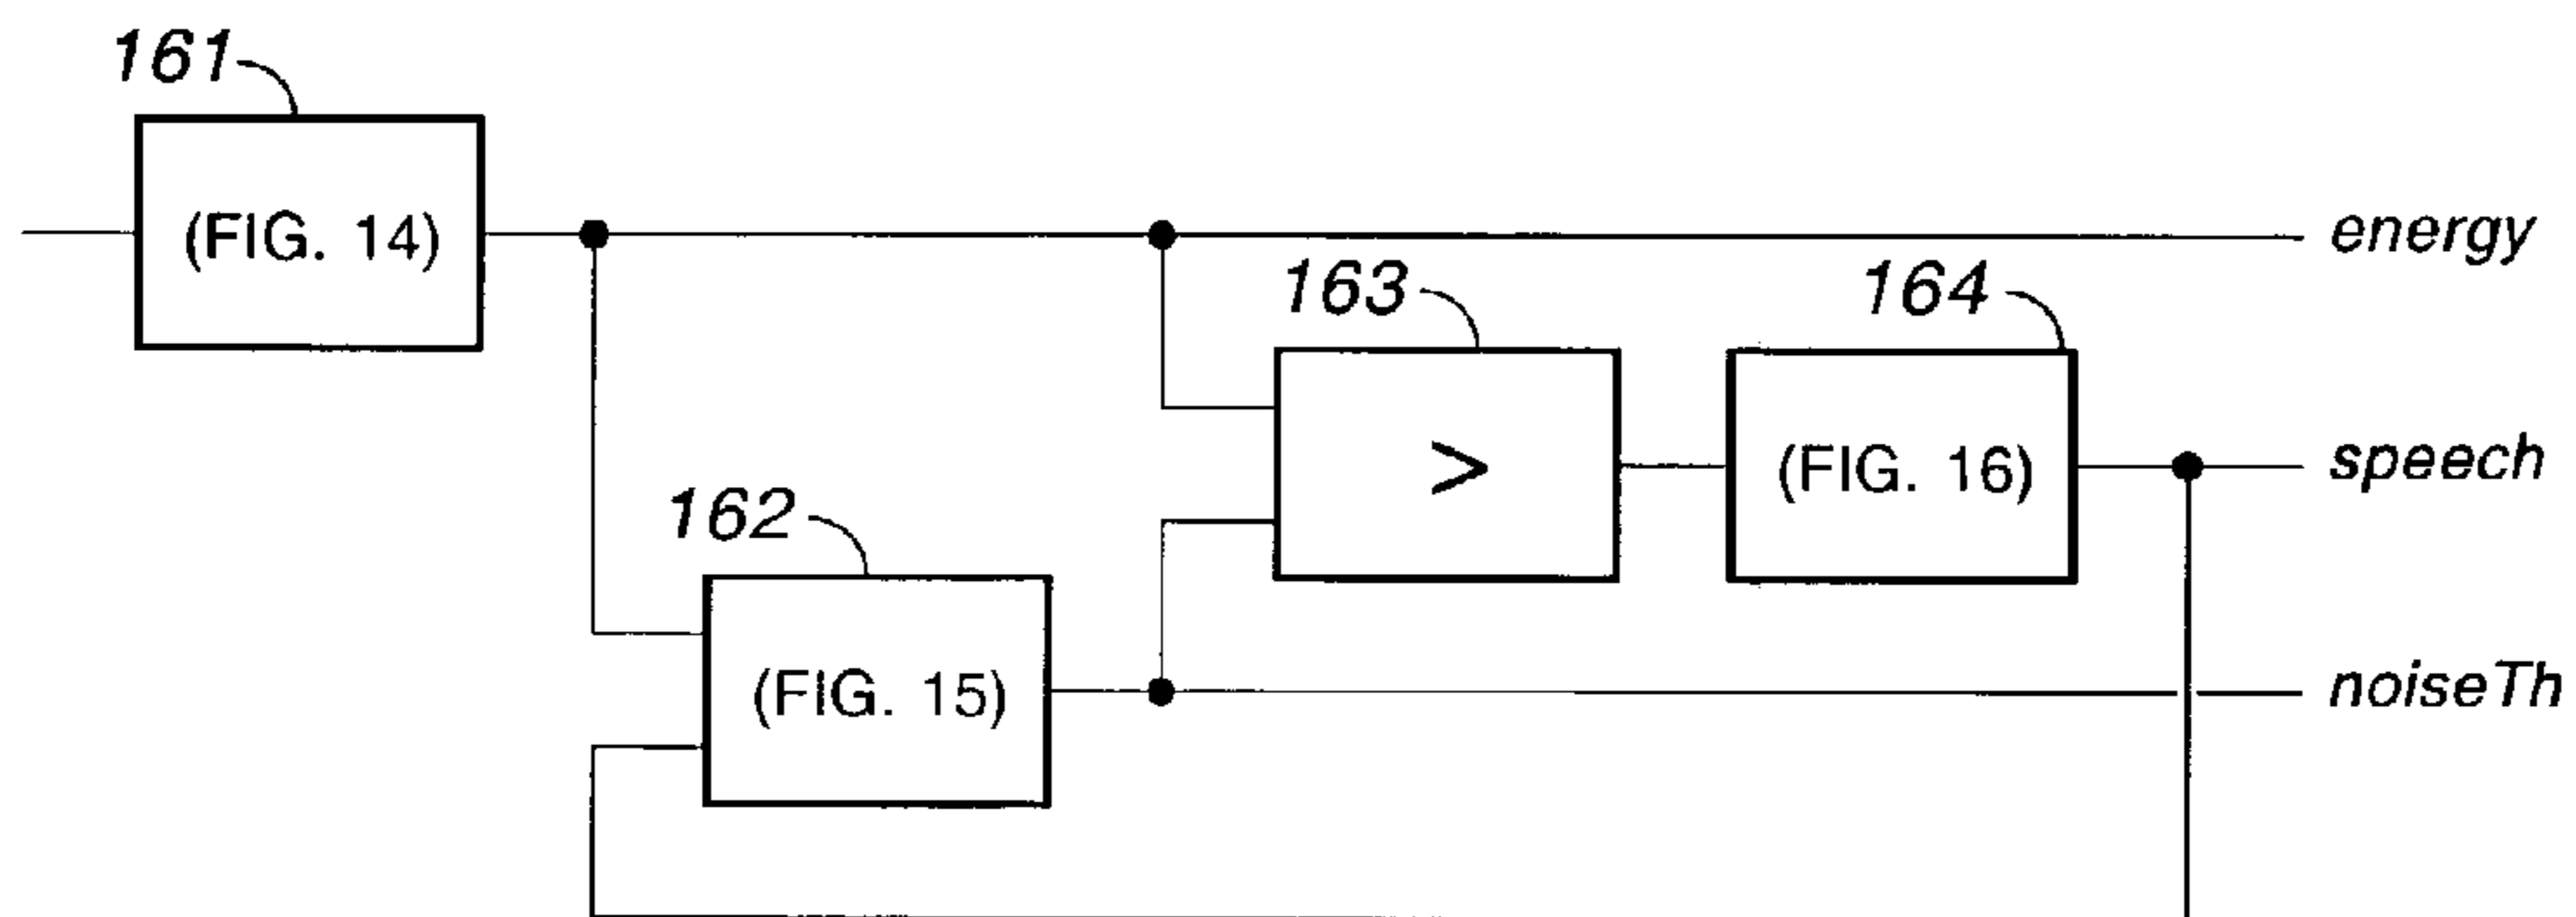 161
(FIG. 14)
energy
163
164
>
(FIG. 16)
speech
162
(FIG. 15)
noiseTh